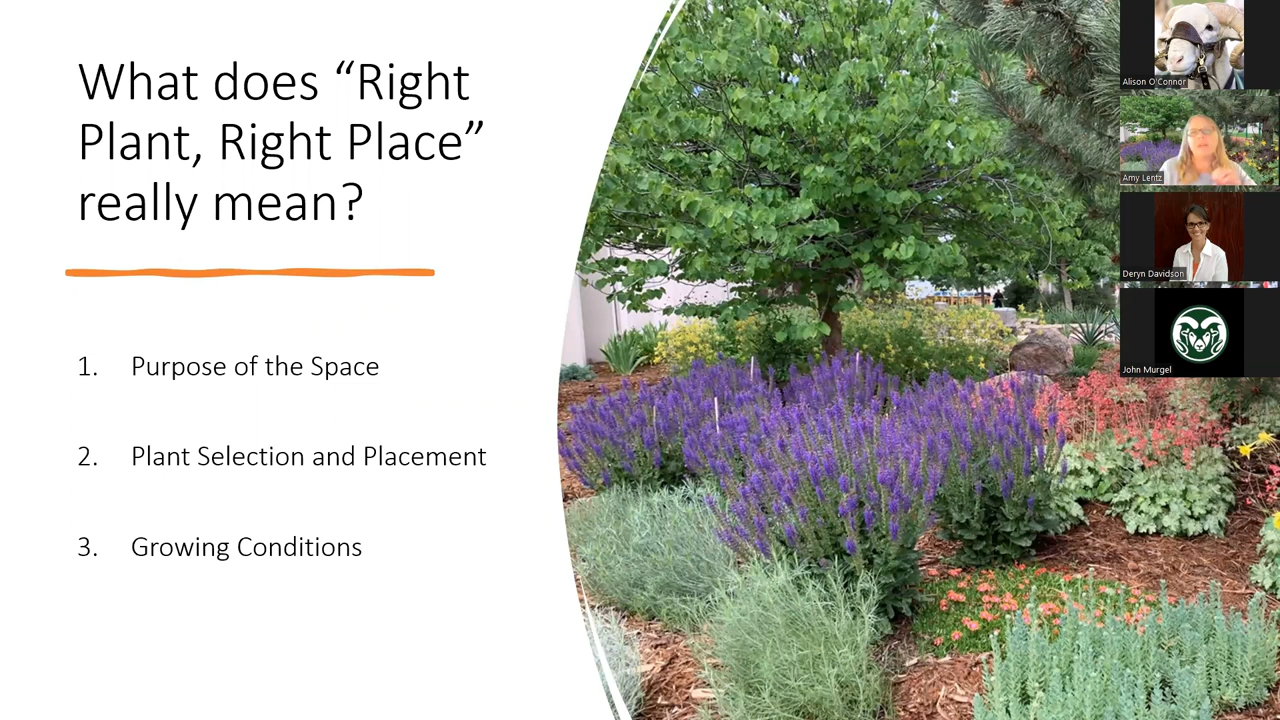 What does “Right
Plant, Right Place”
really mean?
1. Purpose of the Space
2. Plant Selection and Placement
3. Growing Conditions
Alison O'Connor
Amy Lentz
Deryn Davidson
John Murgel